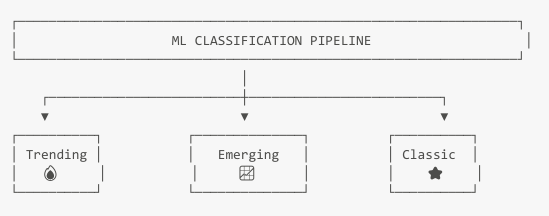 ML CLASSIFICATION PIPELINE
Trending
Emerging
Classic